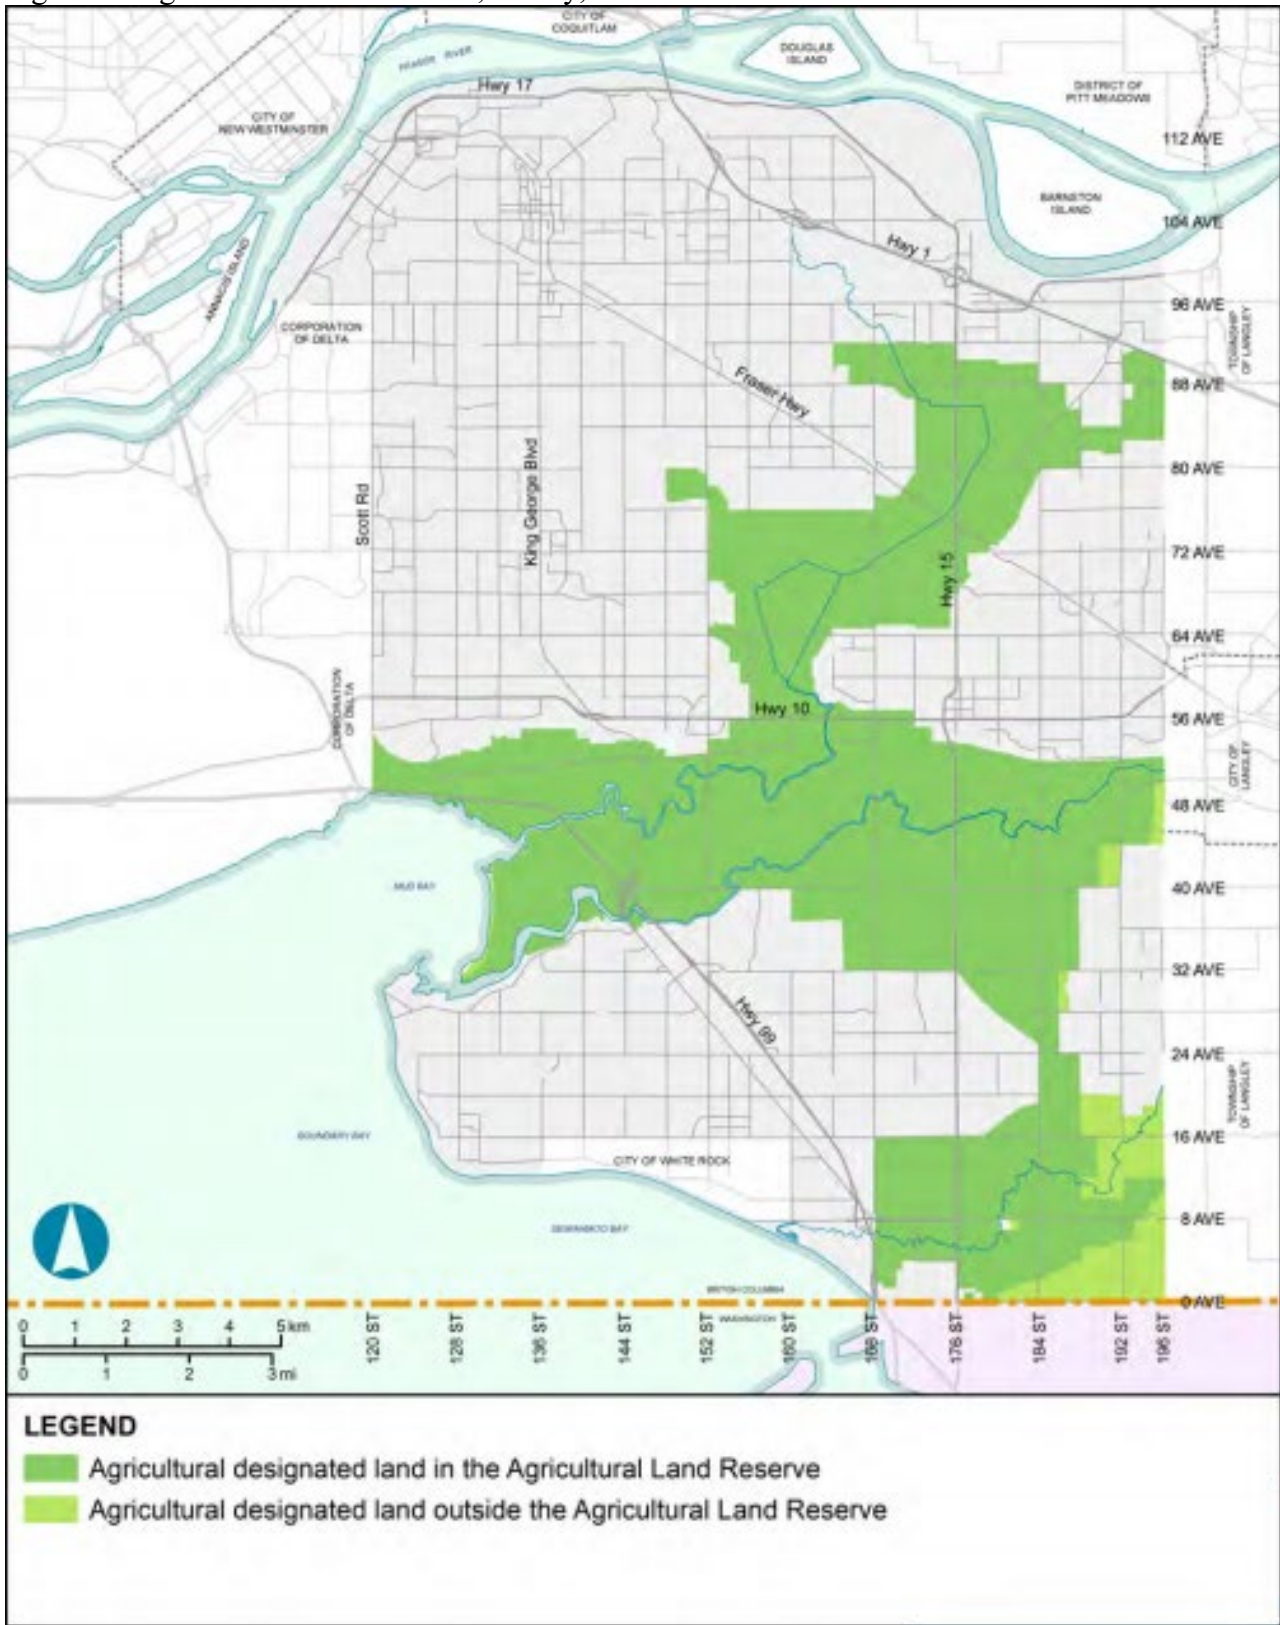 CITY OF
COQUITLAM
FRASER RIVER
DOUGLAS
ISLAND
Hwy 17
DISTRICT OF
PITT MEADOWS
CITY OF
NEW WESTMINSTER
112 AVE
BARNSTON
ISLAND
104 AVE
Hwy 1
ANNACIS ISLAND
96 AVE
CORPORATION
OF DELTA
TOWNSHIP
OF LANGLEY
88 AVE
Fraser Hwy
King George Blvd
80 AVE
Scott Rd
72 AVE
Hwy 15
64 AVE
CORPORATION
OF DELTA
Hwy 10
56 AVE
CITY OF
LANGLEY
48 AVE
MUD BAY
40 AVE
32 AVE
Hwy 99
24 AVE
TOWNSHIP
OF LANGLEY
BOUNDARY BAY
16 AVE
CITY OF WHITE ROCK
SEMIAHMOO BAY
8 AVE
BRITISH COLUMBIA
0 AVE
WASHINGTON
0 1 2 3 4 5 km
0 1 2 3 mi
120 ST
128 ST
136 ST
144 ST
152 ST
160 ST
168 ST
176 ST
184 ST
192 ST
196 ST
LEGEND
Agricultural designated land in the Agricultural Land Reserve
Agricultural designated land outside the Agricultural Land Reserve